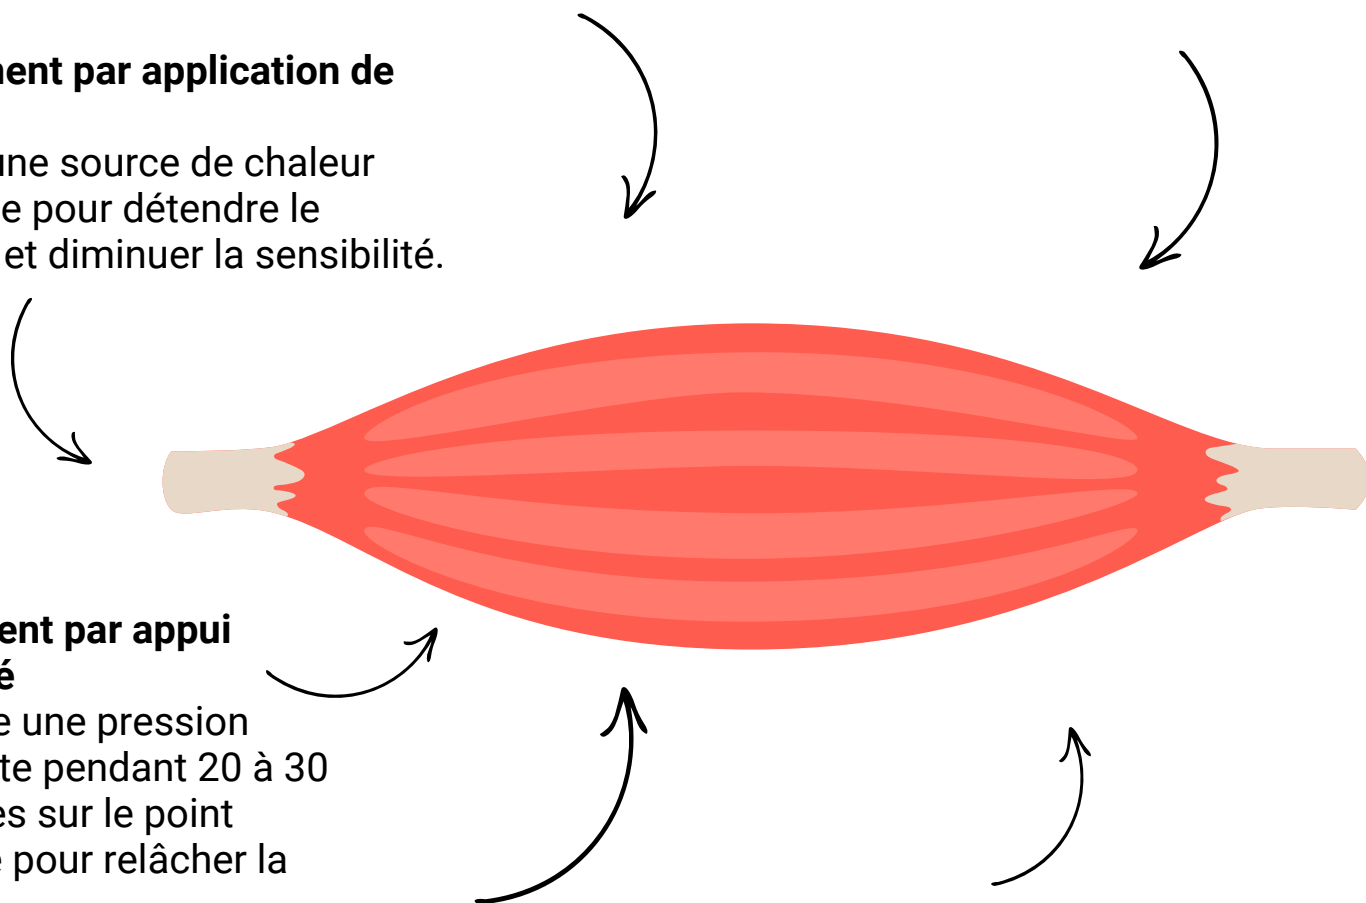 ment par application de
une source de chaleur
e pour détendre le
et diminuer la sensibilité.
ent par appui
é
e une pression
te pendant 20 à 30
es sur le point
e pour relâcher la